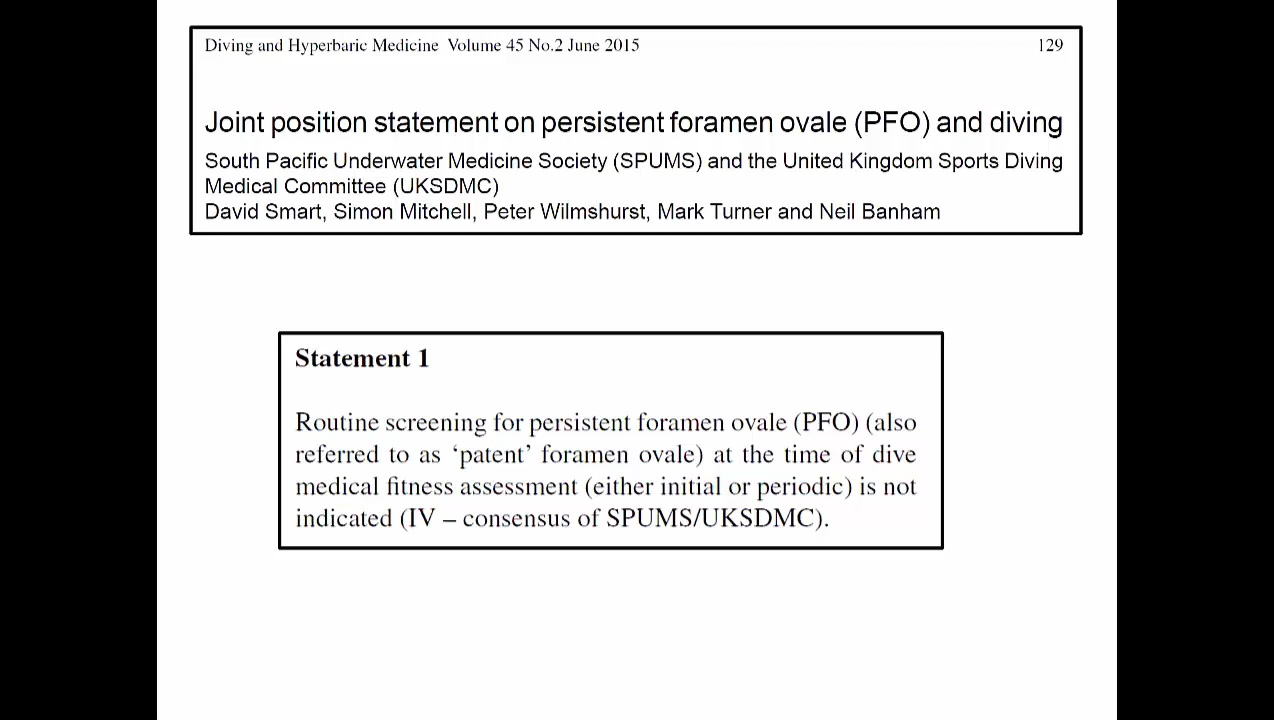 Diving and Hyperbaric Medicine Volume 45 No.2 June 2015 129
Joint position statement on persistent foramen ovale (PFO) and diving
South Pacific Underwater Medicine Society (SPUMS) and the United Kingdom Sports Diving
Medical Committee (UKSDMC)
David Smart, Simon Mitchell, Peter Wilmshurst, Mark Turner and Neil Banham
Statement 1
Routine screening for persistent foramen ovale (PFO) (also
referred to as ‘patent’ foramen ovale) at the time of dive
medical fitness assessment (either initial or periodic) is not
indicated (IV – consensus of SPUMS/UKSDMC).